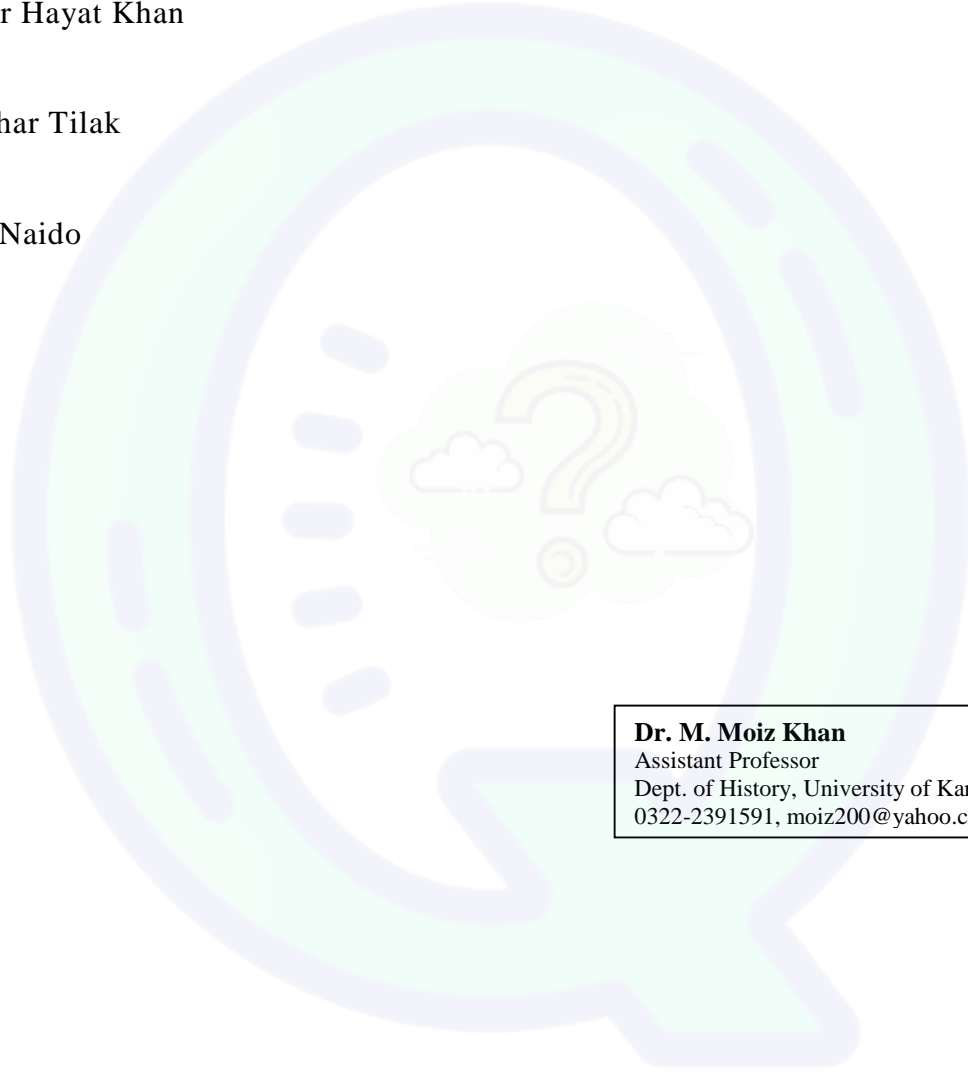 r Hayat Khan
har Tilak
Naido
Dr. M. Moiz Khan
Assistant Professor
Dept. of History, University of Kar
0322-2391591, moiz200@yahoo.c